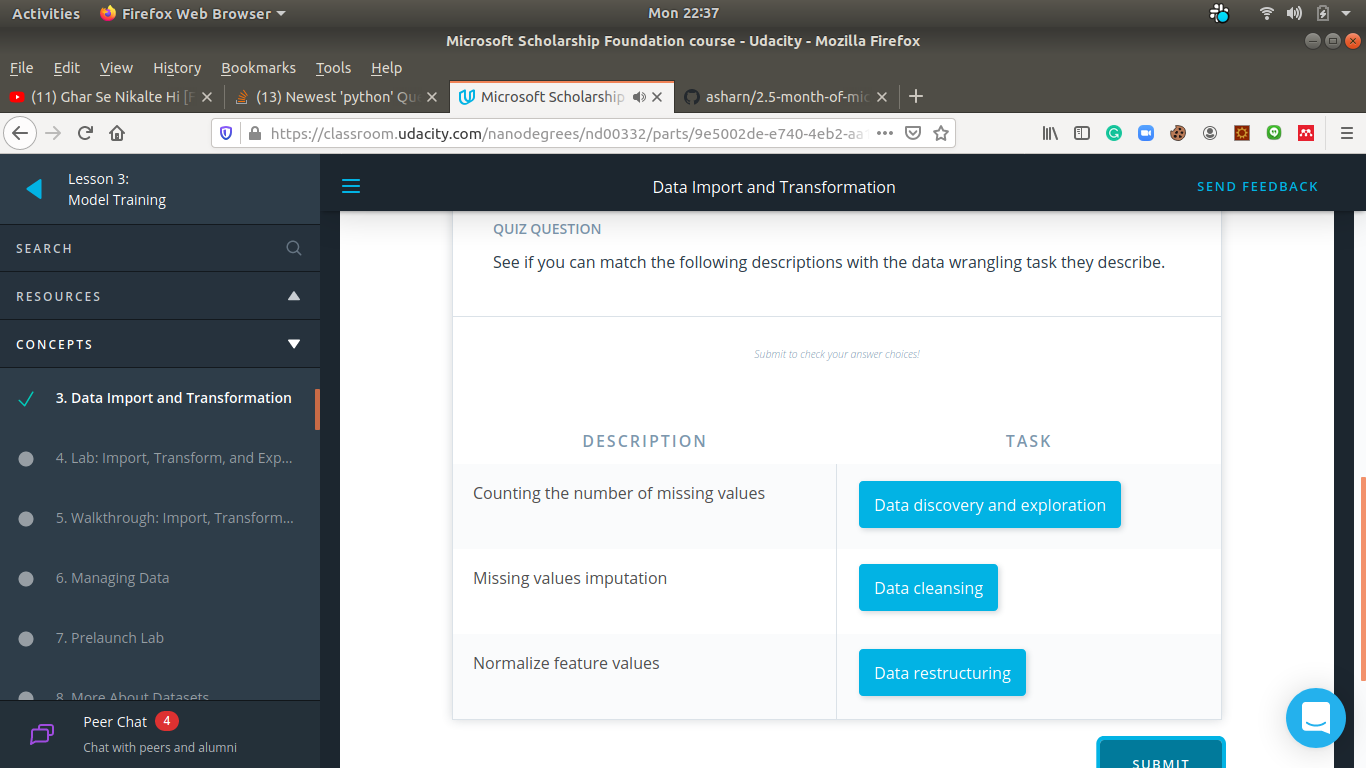 Activities Firefox Web Browser Mon 22:37
Microsoft Scholarship Foundation course - Udacity - Mozilla Firefox
File Edit View History Bookmarks Tools Help
(11) Ghar Se Nikalte Hi [F (13) Newest 'python' Qu Microsoft Scholarship asharn/2.5-month-of-mic
https://classroom.udacity.com/nanodegrees/nd00332/parts/9e5002de-e740-4eb2-aa
Lesson 3:
Model Training
Data Import and Transformation
SEND FEEDBACK
SEARCH
RESOURCES
CONCEPTS
3. Data Import and Transformation
4. Lab: Import, Transform, and Exp...
5. Walkthrough: Import, Transform...
6. Managing Data
7. Prelaunch Lab
8. More About Datasets
Peer Chat 4
Chat with peers and alumni
QUIZ QUESTION
See if you can match the following descriptions with the data wrangling task they describe.
Submit to check your answer choices!
DESCRIPTION TASK
Counting the number of missing values Data discovery and exploration
Missing values imputation Data cleansing
Normalize feature values Data restructuring
SUBMIT